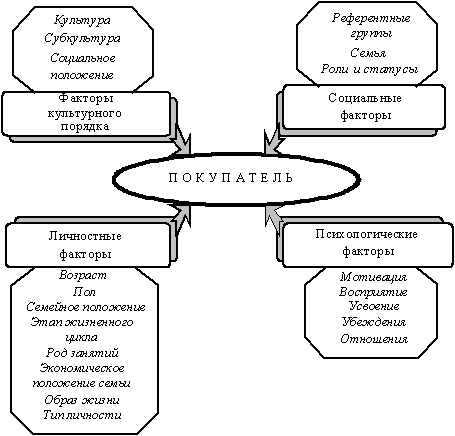 Культура
Субкультура
Социальное
положение
Факторы
культурного
порядка
Референтные
группы
Семья
Роли и статусы
Социальные
факторы
ПОКУПАТЕЛЬ
Личностные
факторы
Возраст
Пол
Семейное положение
Этап жизненного
цикла
Род занятий
Экономическое
положение семьи
Образ жизни
Тип личности
Психологические
факторы
Мотивация
Восприятие
Усвоение
Убеждения
Отношения